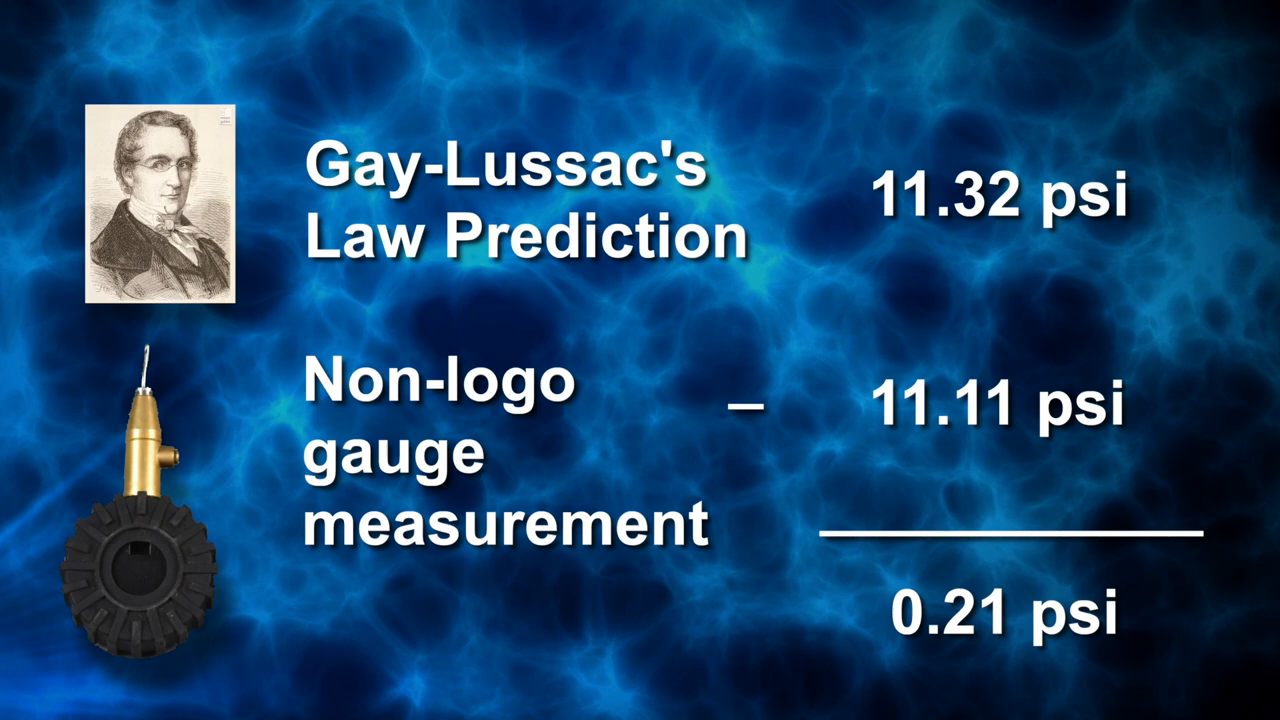 Gay-Lussac's
Law Prediction
11.32 psi
Non-logo
gauge
measurement
– 11.11 psi
0.21 psi